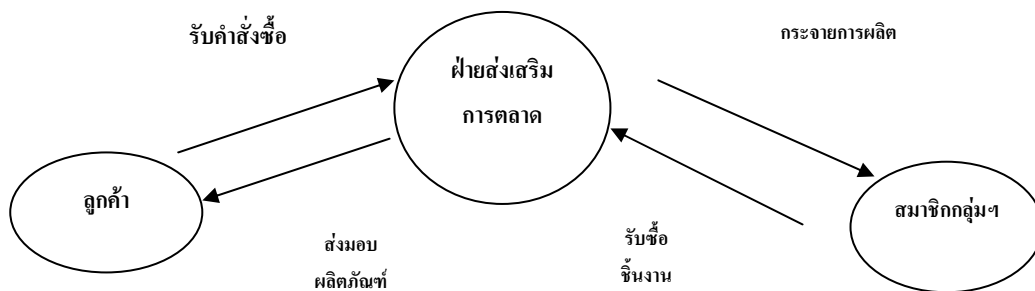 รับคำสั่งซื้อ
กระจายการผลิต
ฝ่ายส่งเสริม
การตลาด
ลูกค้า
สมาชิกกลุ่มฯ
ส่งมอบ
ผลิตภัณฑ์
รับซื้อ
ชิ้นงาน